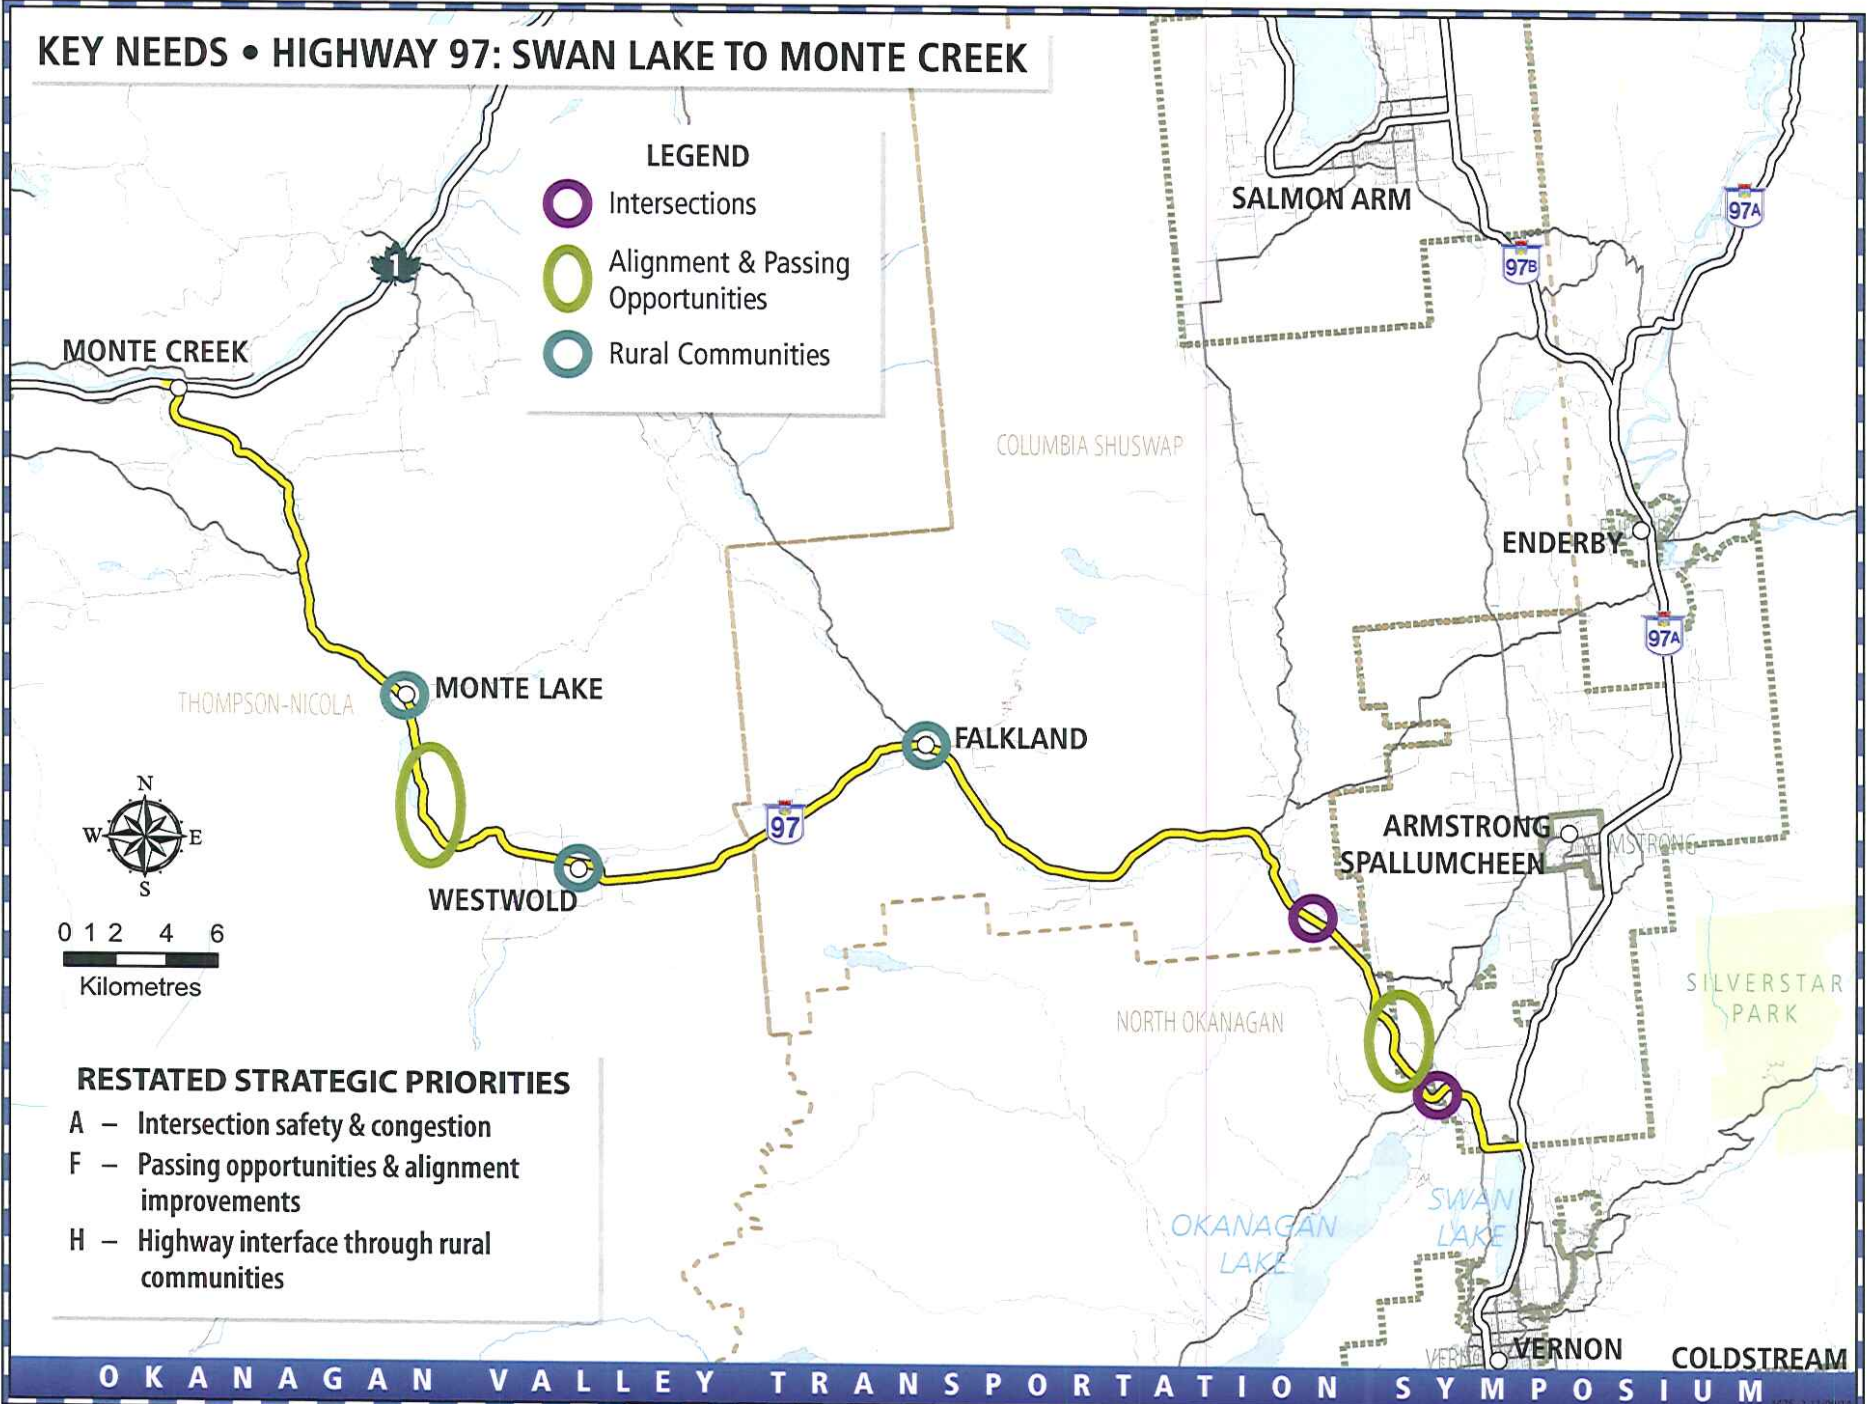 KEY NEEDS • HIGHWAY 97: SWAN LAKE TO MONTE CREEK
LEGEND
Intersections
Alignment & Passing
Opportunities
Rural Communities
SALMON ARM
97A
97B
1
MONTE CREEK
COLUMBIA SHUSWAP
ENDERBY
97A
MONTE LAKE
THOMPSON-NICOLA
FALKLAND
97
N
W
E
S
ARMSTRONG
SPALLUMCHEEN
ARMSTRONG
WESTWOLD
0 1 2 4 6
Kilometres
SILVERSTAR
PARK
NORTH OKANAGAN
RESTATED STRATEGIC PRIORITIES
A – Intersection safety & congestion
F – Passing opportunities & alignment
improvements
H – Highway interface through rural
communities
OKANAGAN
LAKE
SWAN
LAKE
VERNON
COLDSTREAM
OKANAGAN VALLEY TRANSPORTATION SYMPOSIUM